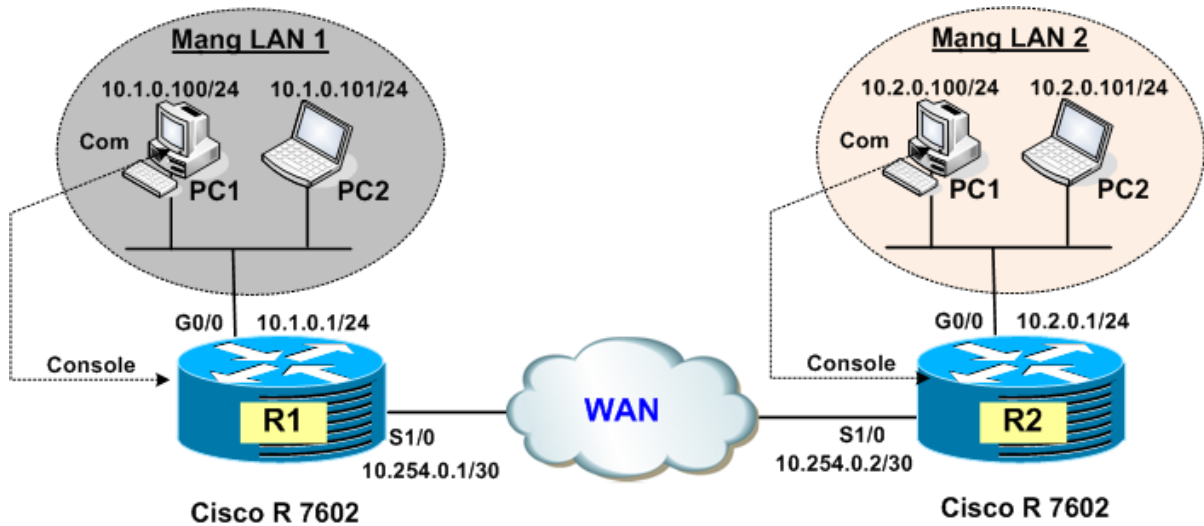 Mang LAN 1
10.1.0.100/24 10.1.0.101/24
Com
PC1
PC2
G0/0
10.1.0.1/24
Console
R1
S1/0
10.254.0.1/30
Cisco R 7602
WAN
Mang LAN 2
10.2.0.100/24 10.2.0.101/24
Com
PC1
PC2
G0/0
10.2.0.1/24
Console
R2
S1/0
10.254.0.2/30
Cisco R 7602